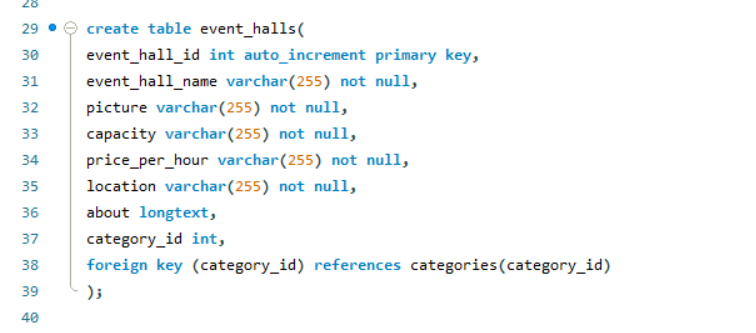 28
29 create table event_halls(
30 event_hall_id int auto_increment primary key,
31 event_hall_name varchar(255) not null,
32 picture varchar(255) not null,
33 capacity varchar(255) not null,
34 price_per_hour varchar(255) not null,
35 location varchar(255) not null,
36 about longtext,
37 category_id int,
38 foreign key (category_id) references categories(category_id)
39 );
40